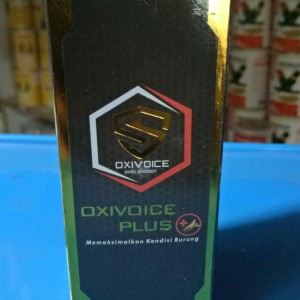 OXIVOICE
OXIVOICE
PLUS
Memaksimalkan Kondisi Burung